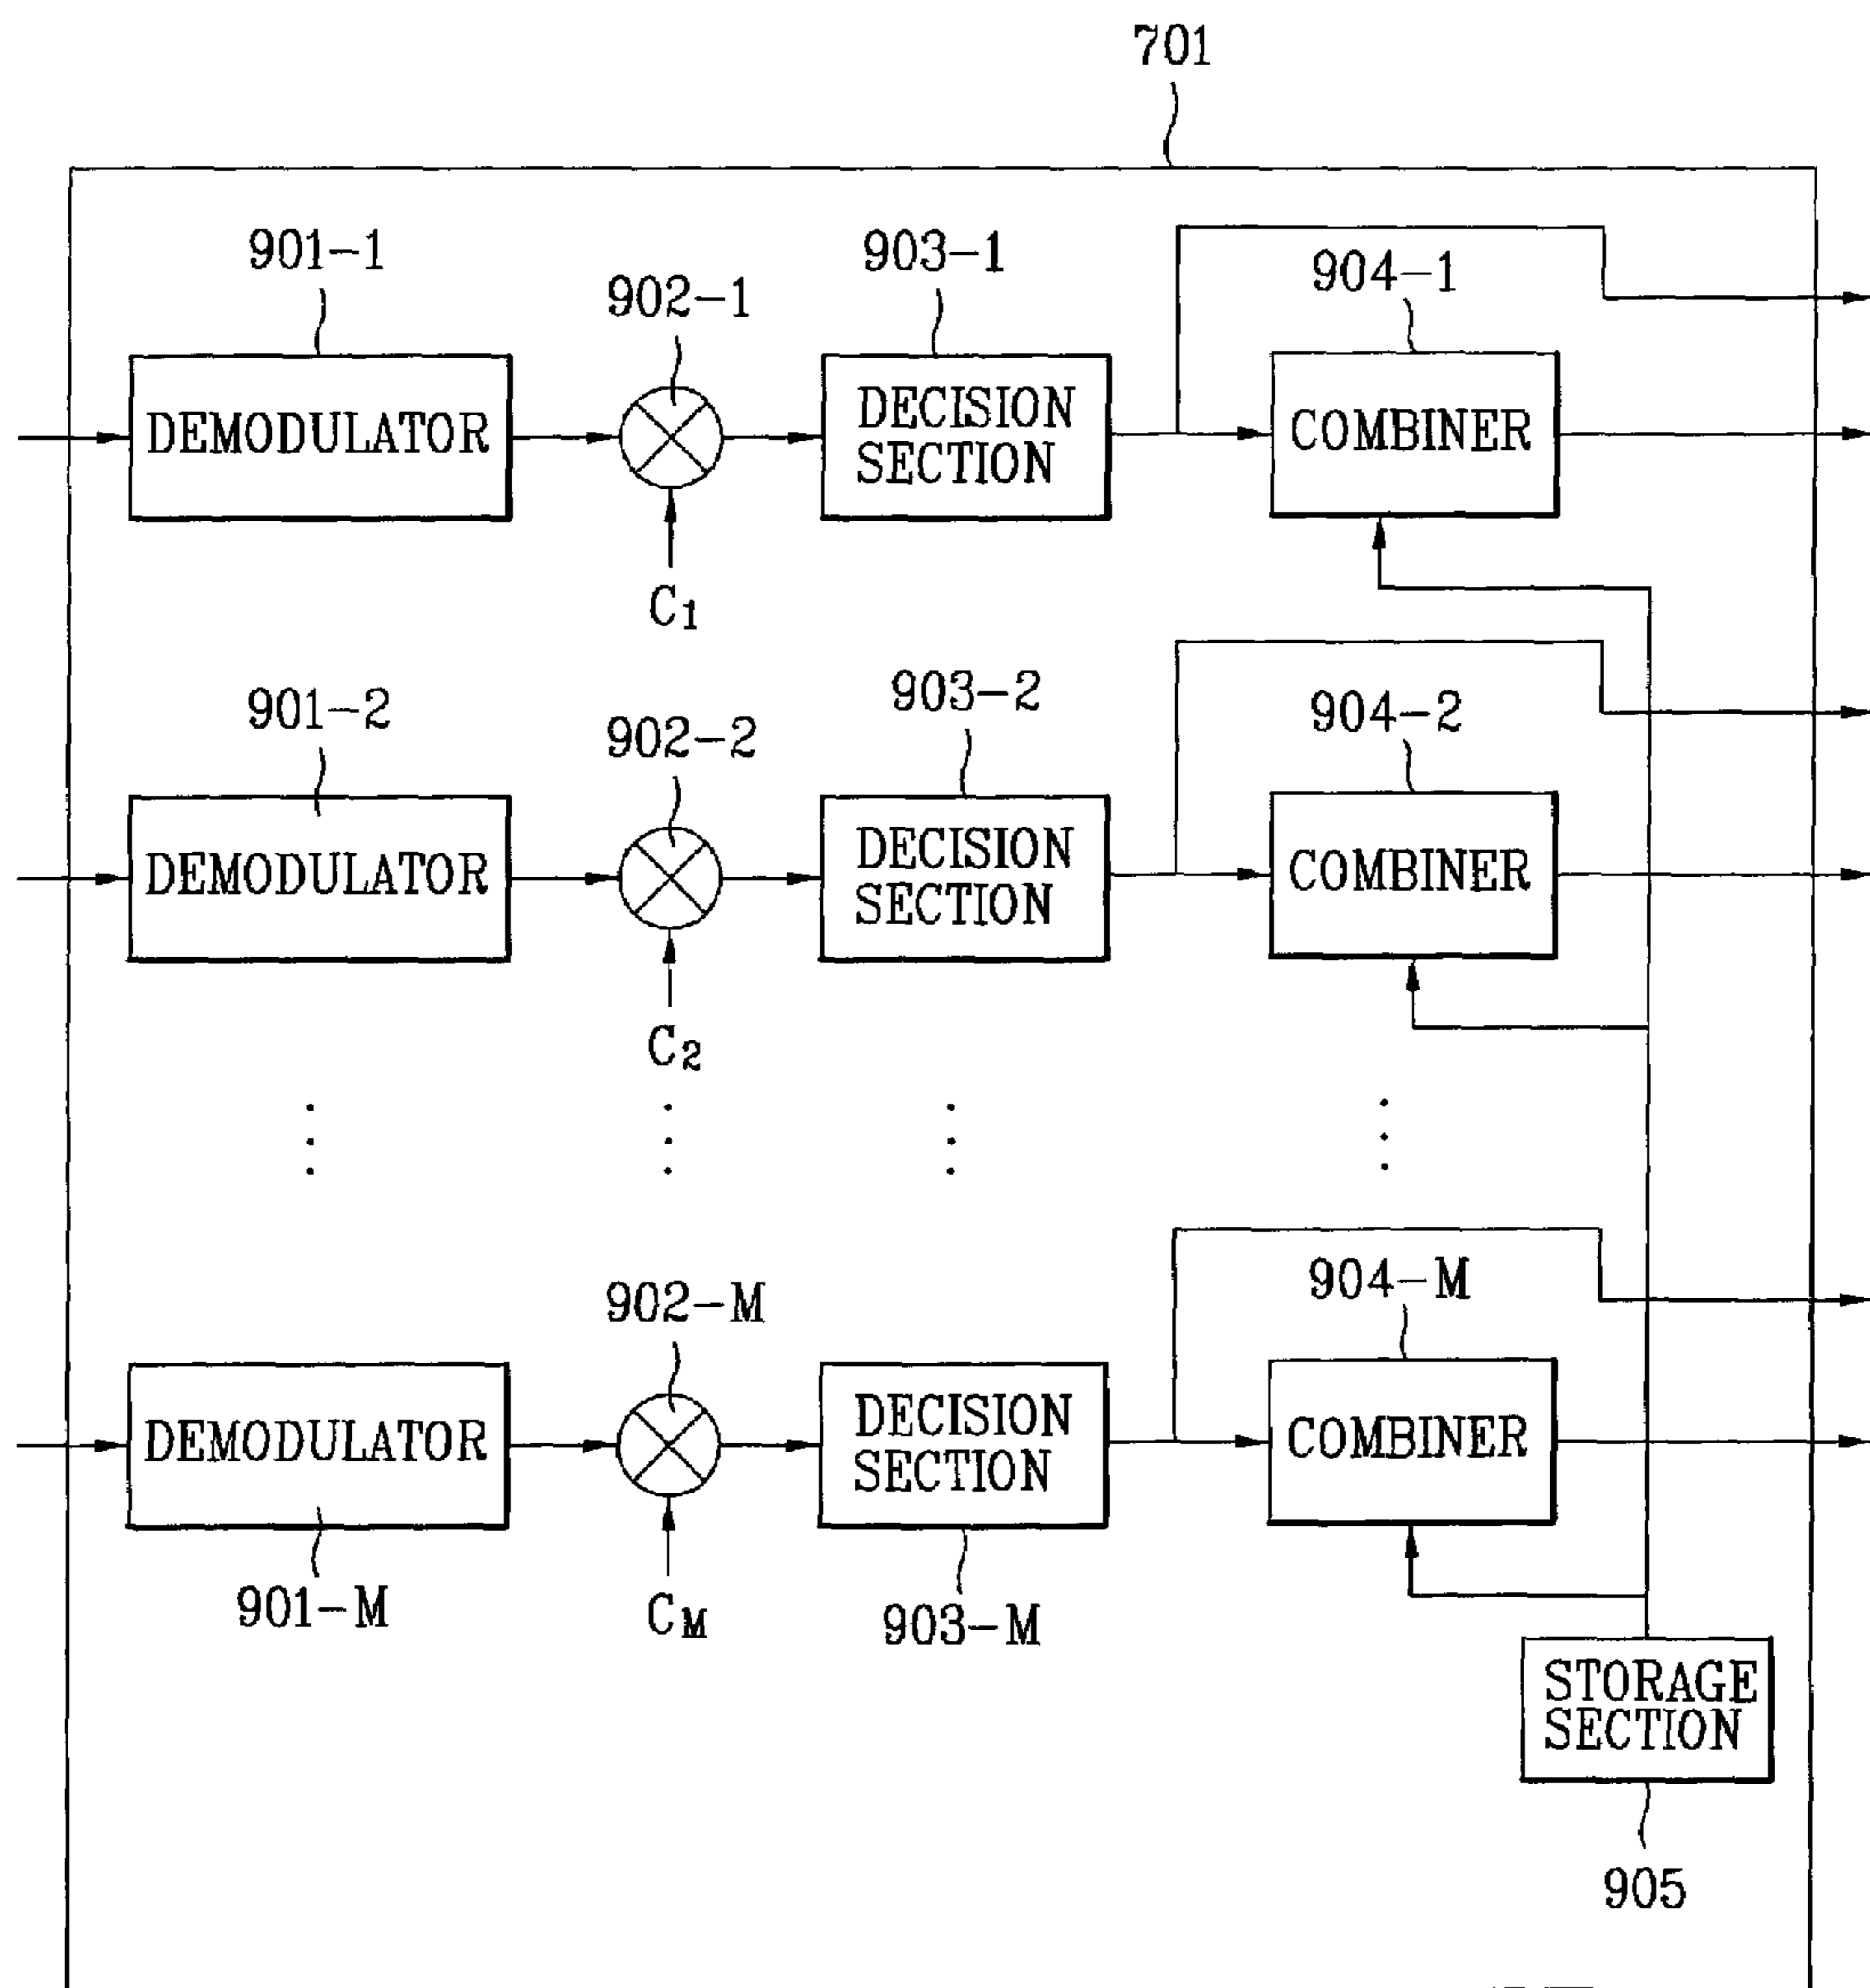 701
901-1
902-1
903-1
904-1
DEMODULATOR
DECISION
SECTION
COMBINER
C1
901-2
902-2
903-2
904-2
DEMODULATOR
DECISION
SECTION
COMBINER
C2
902-M
904-M
DEMODULATOR
DECISION
SECTION
COMBINER
901-M
CM
903-M
STORAGE
SECTION
905